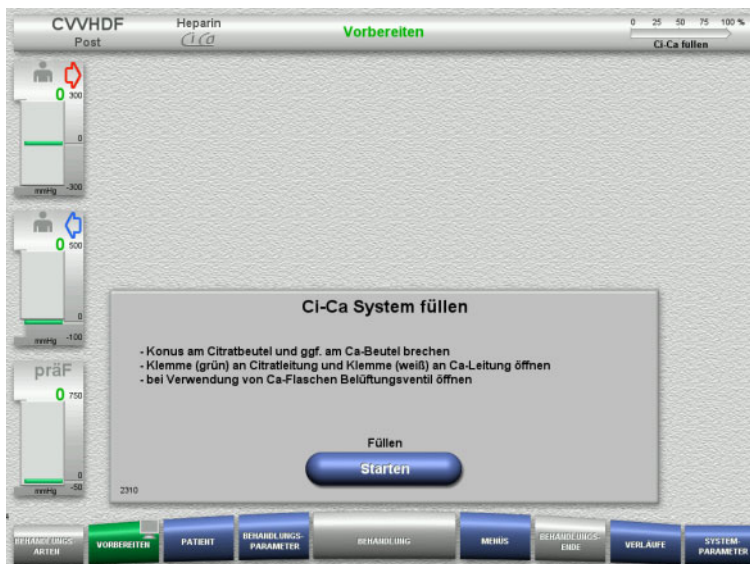 CVVHDF
Post
Heparin
Ci Ca
Vorbereiten
0 25 50 75 100 %
Ci-Ca füllen
0 300
0
mmHg -300
0 500
0
mmHg -100
präF
0 750
0
mmHg -50
Ci-Ca System füllen
- Konus am Citratbeutel und ggf. am Ca-Beutel brechen
- Klemme (grün) an Citratleitung und Klemme (weiß) an Ca-Leitung öffnen
- bei Verwendung von Ca-Flaschen Belüftungsventil öffnen
Füllen
Starten
2310
BEHANDLUNGS-
ARTEN
VORBEREITEN
PATIENT
BEHANDLUNGS-
PARAMETER
BEHANDLUNG
MENÜS
BEHANDLUNGS-
ENDE
VERLÄUFE
SYSTEM-
PARAMETER